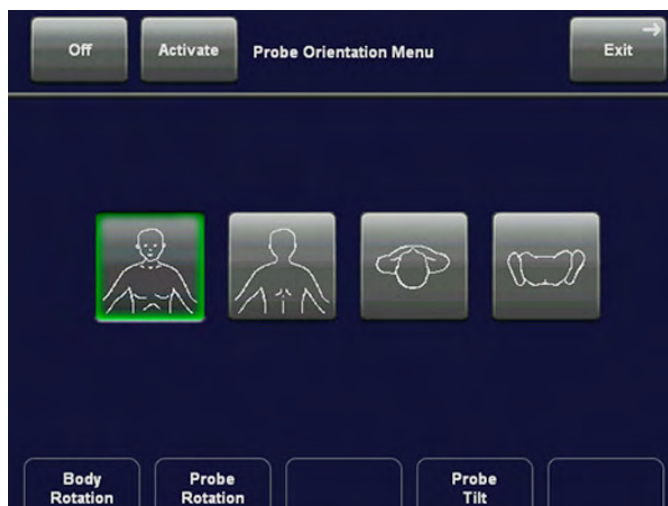 Off Activate Probe Orientation Menu Exit
Body Probe Probe
Rotation Rotation Tilt